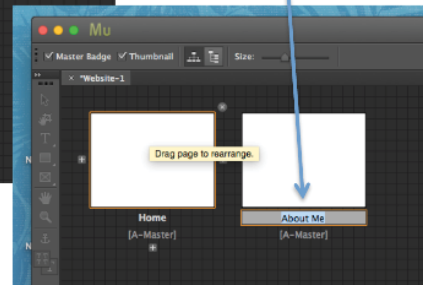 Mu
Master Badge Thumbnail Size:
× *Website-1
Drag page to rearrange.
Home About Me
[A-Master] [A-Master]
N
N